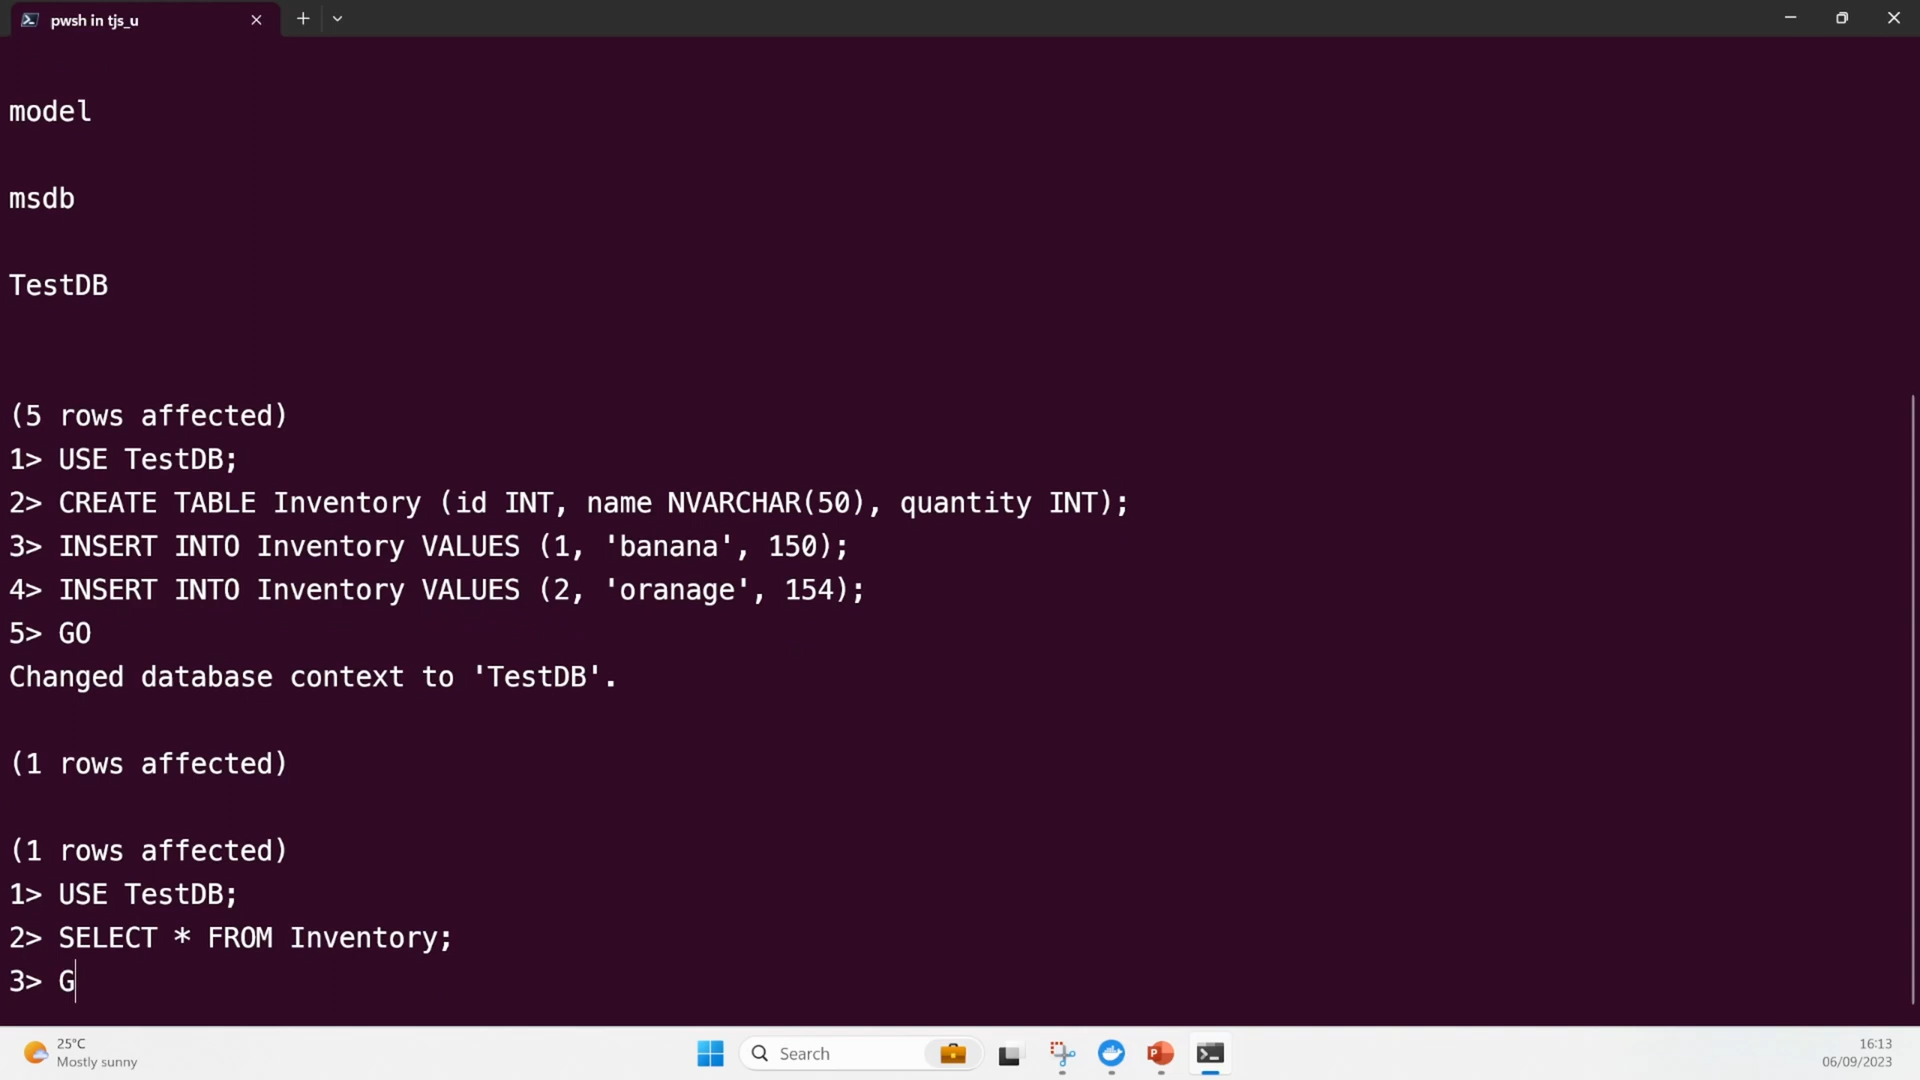 pwsh in tjs_u
model
msdb
TestDB
(5 rows affected)
1> USE TestDB;
2> CREATE TABLE Inventory (id INT, name NVARCHAR(50), quantity INT);
3> INSERT INTO Inventory VALUES (1, 'banana', 150);
4> INSERT INTO Inventory VALUES (2, 'oranage', 154);
5> GO
Changed database context to 'TestDB'.
(1 rows affected)
(1 rows affected)
1> USE TestDB;
2> SELECT * FROM Inventory;
3> G
25°C
Mostly sunny
Search
16:13
06/09/2023